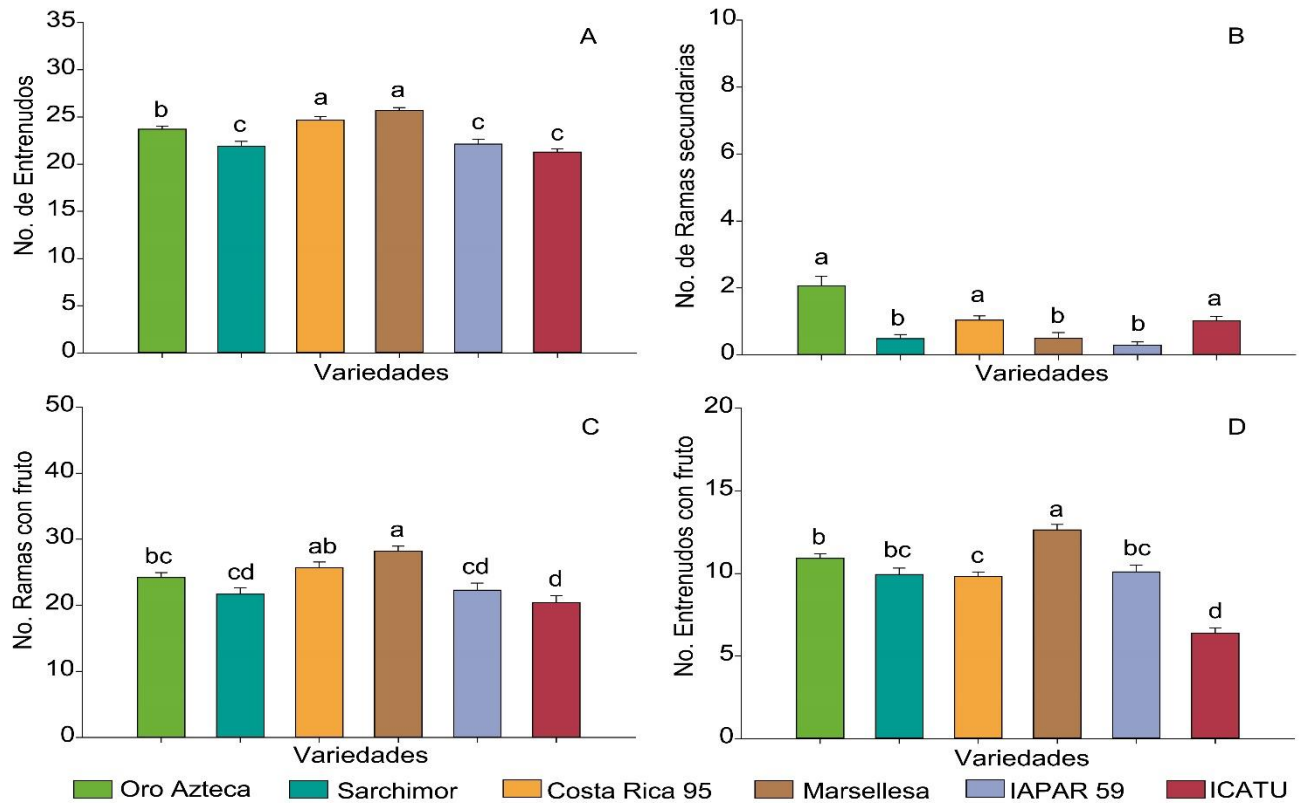 A
No. de Entrenudos
35
30
25
20
15
10
5
0
b
c
a
a
c
c
Variedades
B
No. de Ramas secundarias
10
8
6
4
2
0
a
b
a
b
b
a
Variedades
C
No. Ramas con fruto
50
40
30
20
10
0
bc
cd
ab
a
cd
d
Variedades
D
No. Entrenudos con fruto
20
15
10
5
0
b
bc
c
a
bc
d
Variedades
Oro Azteca Sarchimor Costa Rica 95 Marsellesa IAPAR 59 ICATU